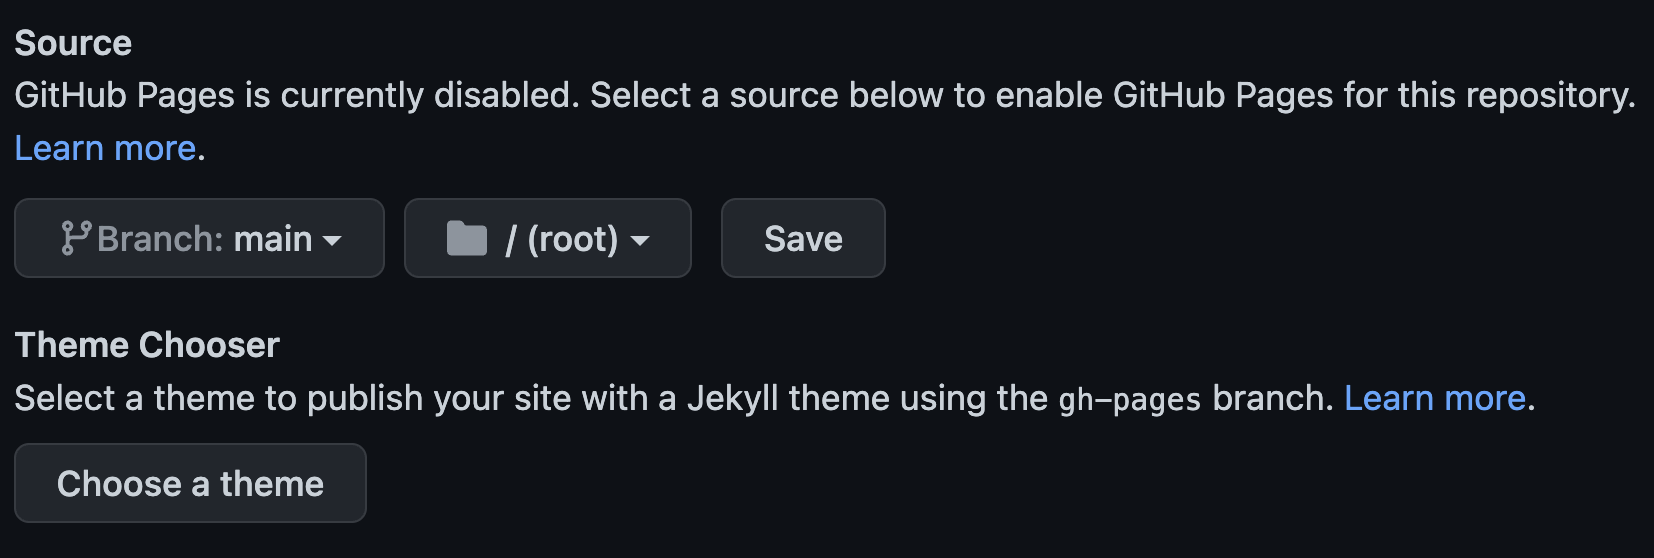 Source
GitHub Pages is currently disabled. Select a source below to enable GitHub Pages for this repository.
Learn more.
Branch: main
/ (root)
Save
Theme Chooser
Select a theme to publish your site with a Jekyll theme using the gh-pages branch. Learn more.
Choose a theme